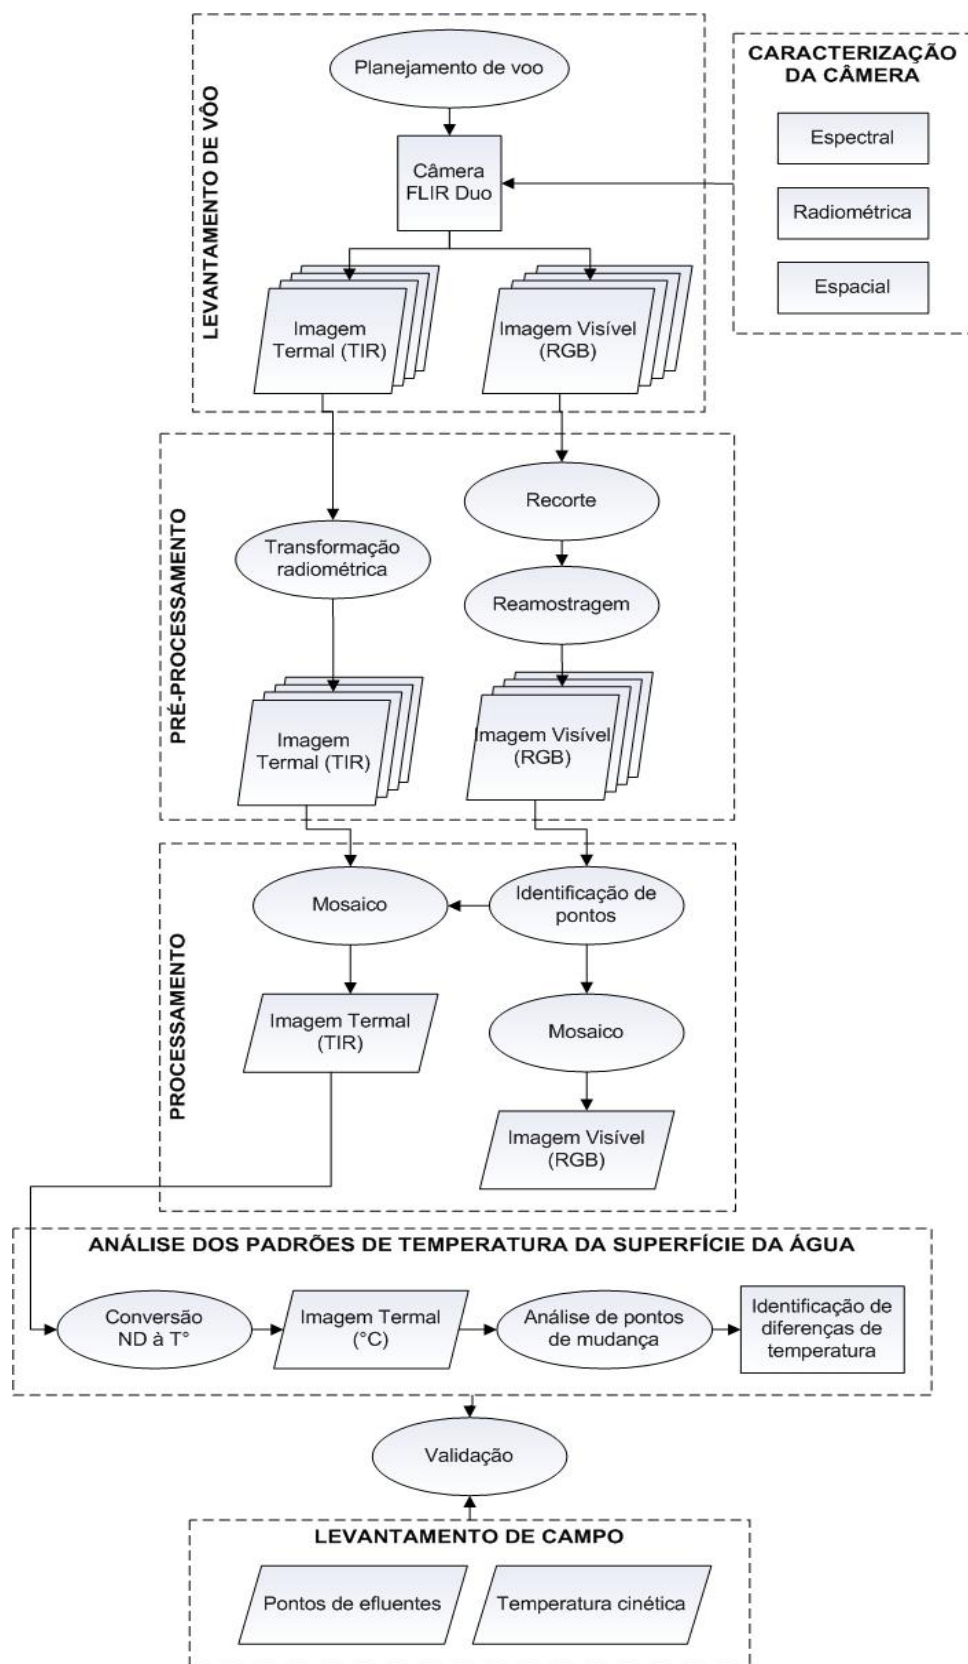 LEVANTAMENTO DE VÔO
Planejamento de voo
Câmera
FLIR Duo
CARACTERIZAÇÃO
DA CÂMERA
Espectral
Radiométrica
Espacial
Imagem
Termal (TIR)
Imagem Visível
(RGB)
PRÉ-PROCESSAMENTO
Recorte
Transformação
radiométrica
Reamostragem
Imagem
Termal (TIR)
Imagem Visível
(RGB)
PROCESSAMENTO
Mosaico
Identificação de
pontos
Imagem Termal
(TIR)
Mosaico
Imagem Visível
(RGB)
ANÁLISE DOS PADRÕES DE TEMPERATURA DA SUPERFÍCIE DA ÁGUA
Conversão
ND à T°
Imagem Termal
(°C)
Análise de pontos
de mudança
Identificação de
diferenças de
temperatura
Validação
LEVANTAMENTO DE CAMPO
Pontos de efluentes
Temperatura cinética